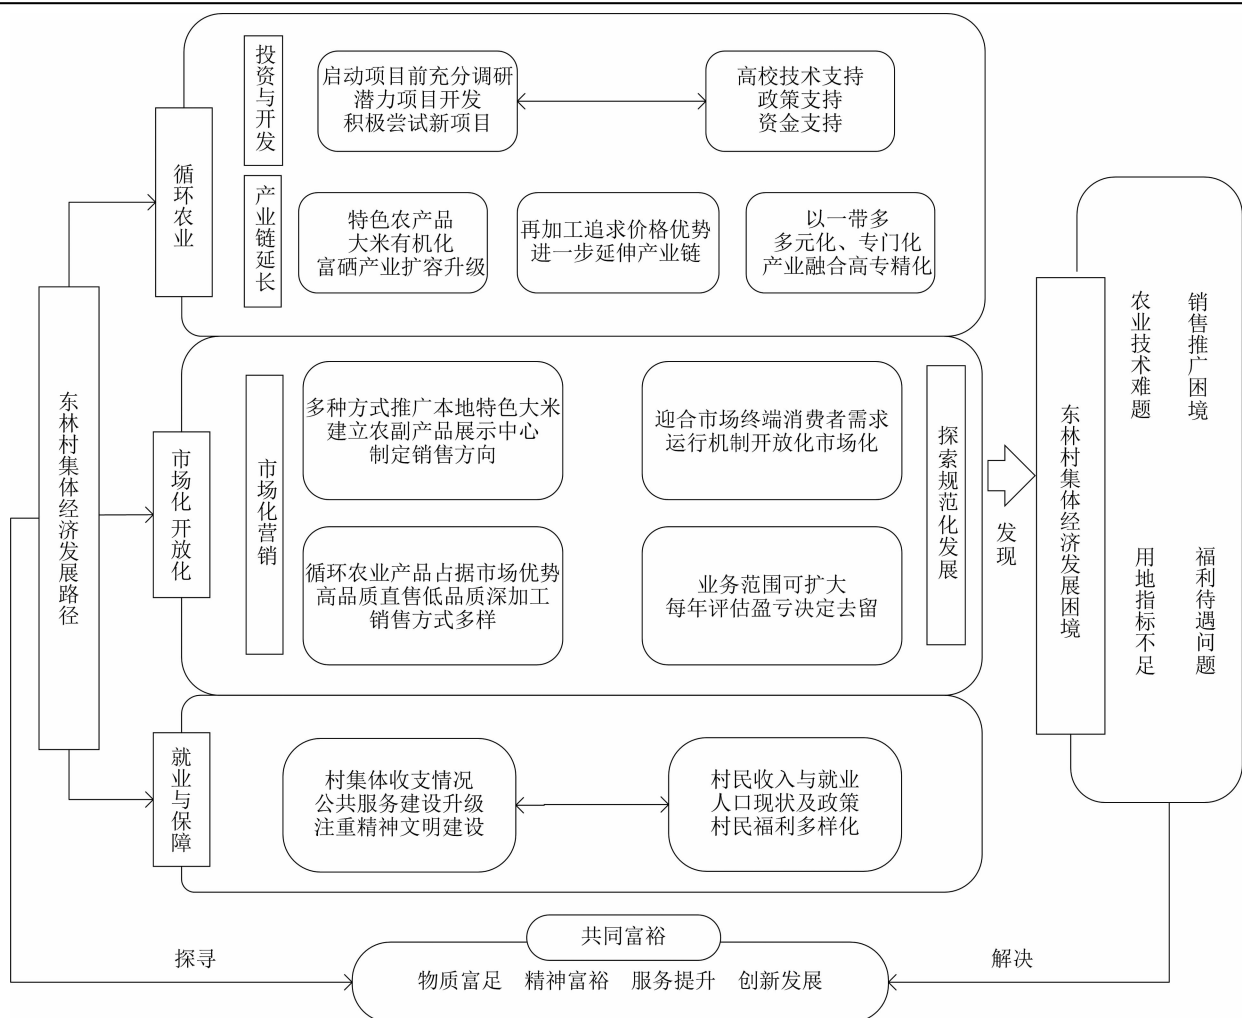 东林村集体经济发展路径
循环农业
投资与开发
启动项目前充分调研
潜力项目开发
积极尝试新项目
高校技术支持
政策支持
资金支持
产业链延长
特色农产品
大米有机化
富硒产业扩容升级
再加工追求价格优势
进一步延伸产业链
以一带多
多元化、专门化
产业融合高专精化
市场化 开放化
市场化营销
多种方式推广本地特色大米
建立农副产品展示中心
制定销售方向
迎合市场终端消费者需求
运行机制开放化市场化
循环农业产品占据市场优势
高品质直售低品质深加工
销售方式多样
业务范围可扩大
每年评估盈亏决定去留
探索规范化发展
就业与保障
村集体收支情况
公共服务建设升级
注重精神文明建设
村民收入与就业
人口现状及政策
村民福利多样化
发现
东林村集体经济发展困境
农业技术难题
销售推广困境
用地指标不足
福利待遇问题
探寻
共同富裕
物质富足 精神富裕 服务提升 创新发展
解决